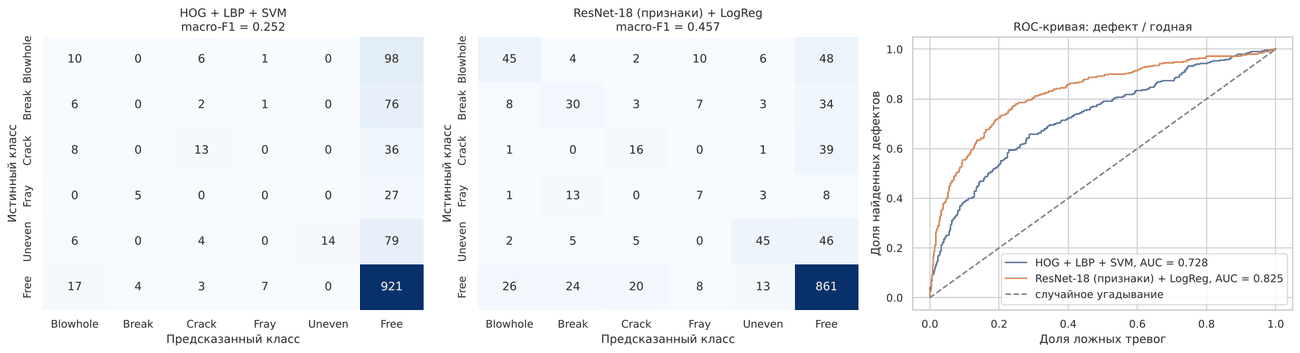 HOG + LBP + SVM
macro-F1 = 0.252
Истинный класс
Blowhole
10 0 6 1 0 98
Break
6 0 2 1 0 76
Crack
8 0 13 0 0 36
Fray
0 5 0 0 0 27
Uneven
6 0 4 0 14 79
Free
17 4 3 7 0 921
Blowhole Break Crack Fray Uneven Free
Предсказанный класс
ResNet-18 (признаки) + LogReg
macro-F1 = 0.457
Blowhole
45 4 2 10 6 48
Break
8 30 3 7 3 34
Crack
1 0 16 0 1 39
Fray
1 13 0 7 3 8
Uneven
2 5 5 0 45 46
Free
26 24 20 8 13 861
Blowhole Break Crack Fray Uneven Free
Предсказанный класс
ROC-кривая: дефект / годная
Доля найденных дефектов
1.0
0.8
0.6
0.4
0.2
0.0
HOG + LBP + SVM, AUC = 0.728
ResNet-18 (признаки) + LogReg, AUC = 0.825
случайное угадывание
0.0 0.2 0.4 0.6 0.8 1.0
Доля ложных тревог